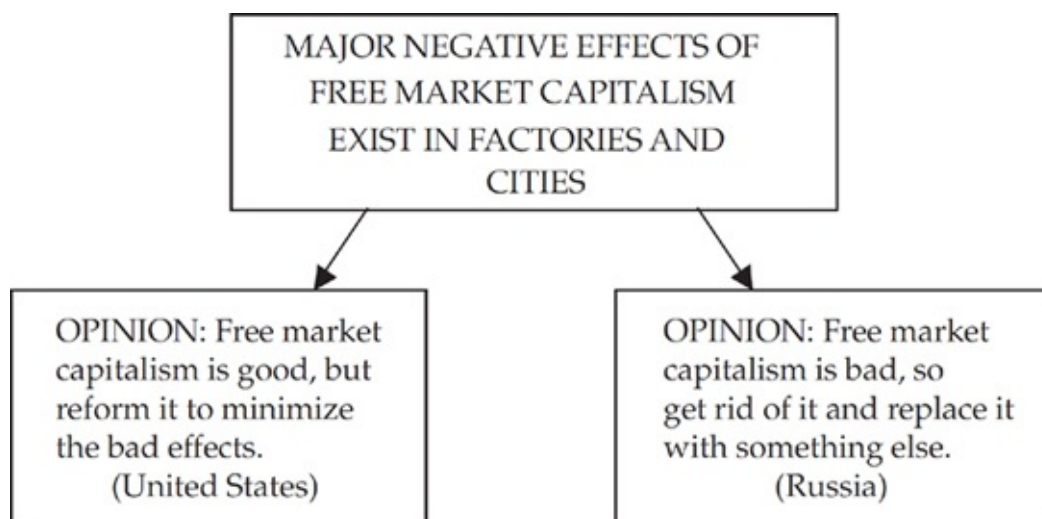 MAJOR NEGATIVE EFFECTS OF
FREE MARKET CAPITALISM
EXIST IN FACTORIES AND
CITIES
OPINION: Free market
capitalism is good, but
reform it to minimize
the bad effects.
(United States)
OPINION: Free market
capitalism is bad, so
get rid of it and replace it
with something else.
(Russia)